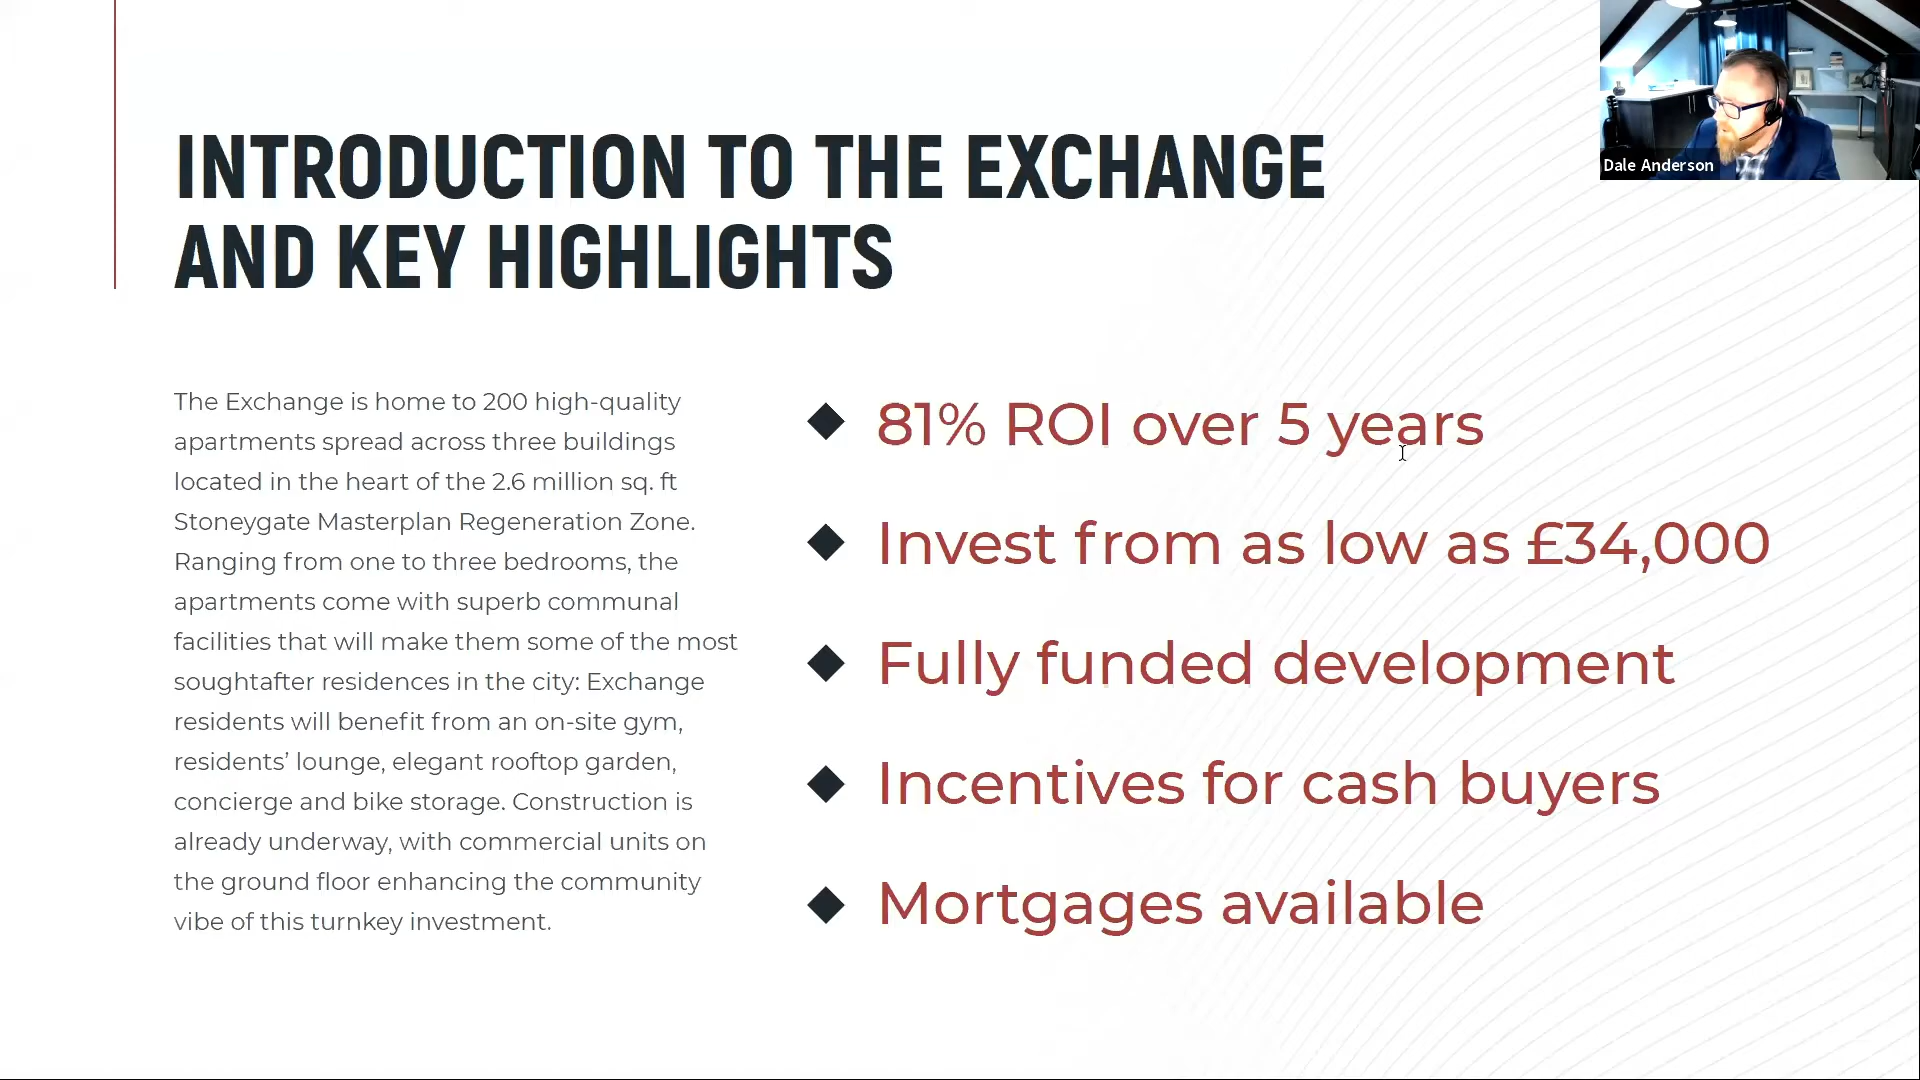 INTRODUCTION TO THE EXCHANGE
AND KEY HIGHLIGHTS
Dale Anderson
The Exchange is home to 200 high-quality
apartments spread across three buildings
located in the heart of the 2.6 million sq. ft
Stoneygate Masterplan Regeneration Zone.
Ranging from one to three bedrooms, the
apartments come with superb communal
facilities that will make them some of the most
soughtafter residences in the city: Exchange
residents will benefit from an on-site gym,
residents’ lounge, elegant rooftop garden,
concierge and bike storage. Construction is
already underway, with commercial units on
the ground floor enhancing the community
vibe of this turnkey investment.
81% ROI over 5 years
Invest from as low as £34,000
Fully funded development
Incentives for cash buyers
Mortgages available